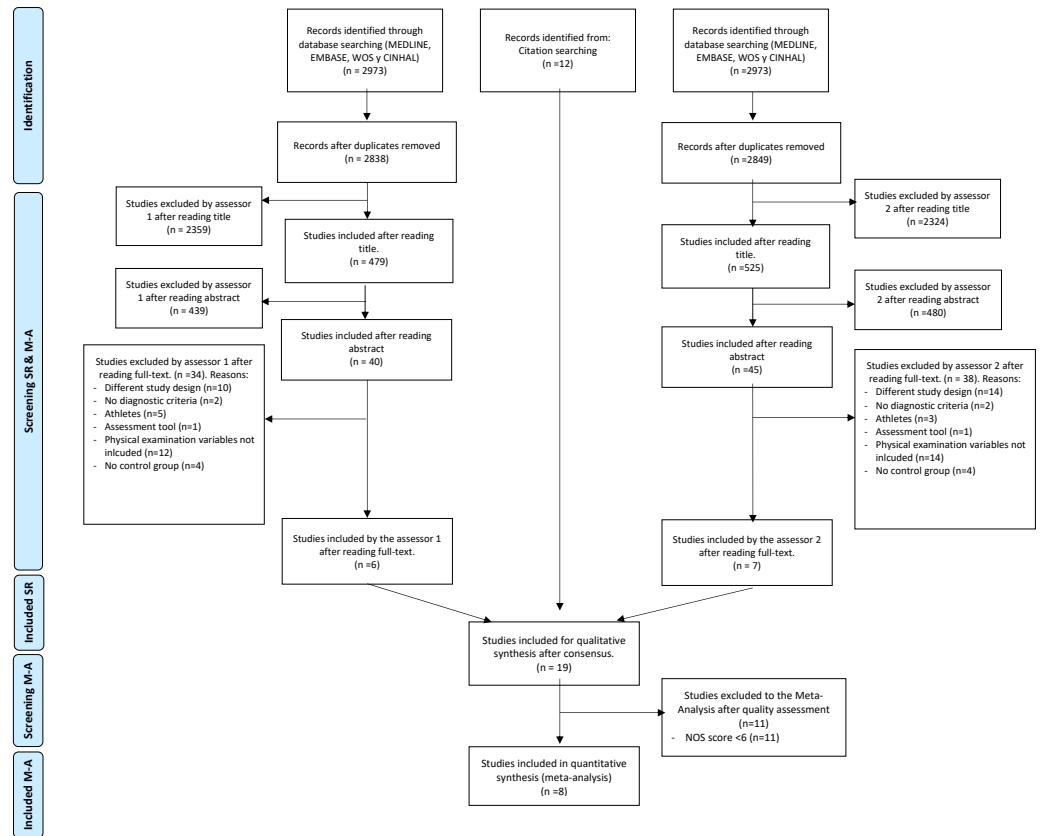 Identification
Records identified through
database searching (MEDLINE,
EMBASE, WOS y CINHAL)
(n = 2973)
Records identified from:
Citation searching
(n =12)
Records identified through
database searching (MEDLINE,
EMBASE, WOS y CINHAL)
(n =2973)
Records after duplicates removed
(n = 2838)
Records after duplicates removed
(n =2849)
Screening SR & M-A
Studies excluded by assessor
1 after reading title
(n = 2359)
Studies included after reading
title.
(n = 479)
Studies included after reading
title.
(n =525)
Studies excluded by assessor
2 after reading title
(n =2324)
Studies excluded by assessor
1 after reading abstract
(n = 439)
Studies included after reading
abstract
(n = 40)
Studies included after reading
abstract
(n =45)
Studies excluded by assessor
2 after reading abstract
(n =480)
Studies excluded by assessor 1 after
reading full-text. (n =34). Reasons:
- Different study design (n=10)
- No diagnostic criteria (n=2)
- Athletes (n=5)
- Assessment tool (n=1)
- Physical examination variables not
inlcuded (n=12)
- No control group (n=4)
Studies excluded by assessor 2 after
reading full-text. (n = 38). Reasons:
- Different study design (n=14)
- No diagnostic criteria (n=2)
- Athletes (n=3)
- Assessment tool (n=1)
- Physical examination variables not
inlcuded (n=14)
- No control group (n=4)
Studies included by the assessor 1
after reading full-text.
(n =6)
Studies included by the assessor 2
after reading full-text.
(n = 7)
Included SR
Studies included for qualitative
synthesis after consensus.
(n = 19)
Screening M-A
Studies excluded to the Meta-
Analysis after quality assessment
(n=11)
- NOS score <6 (n=11)
Included M-A
Studies included in quantitative
synthesis (meta-analysis)
(n =8)